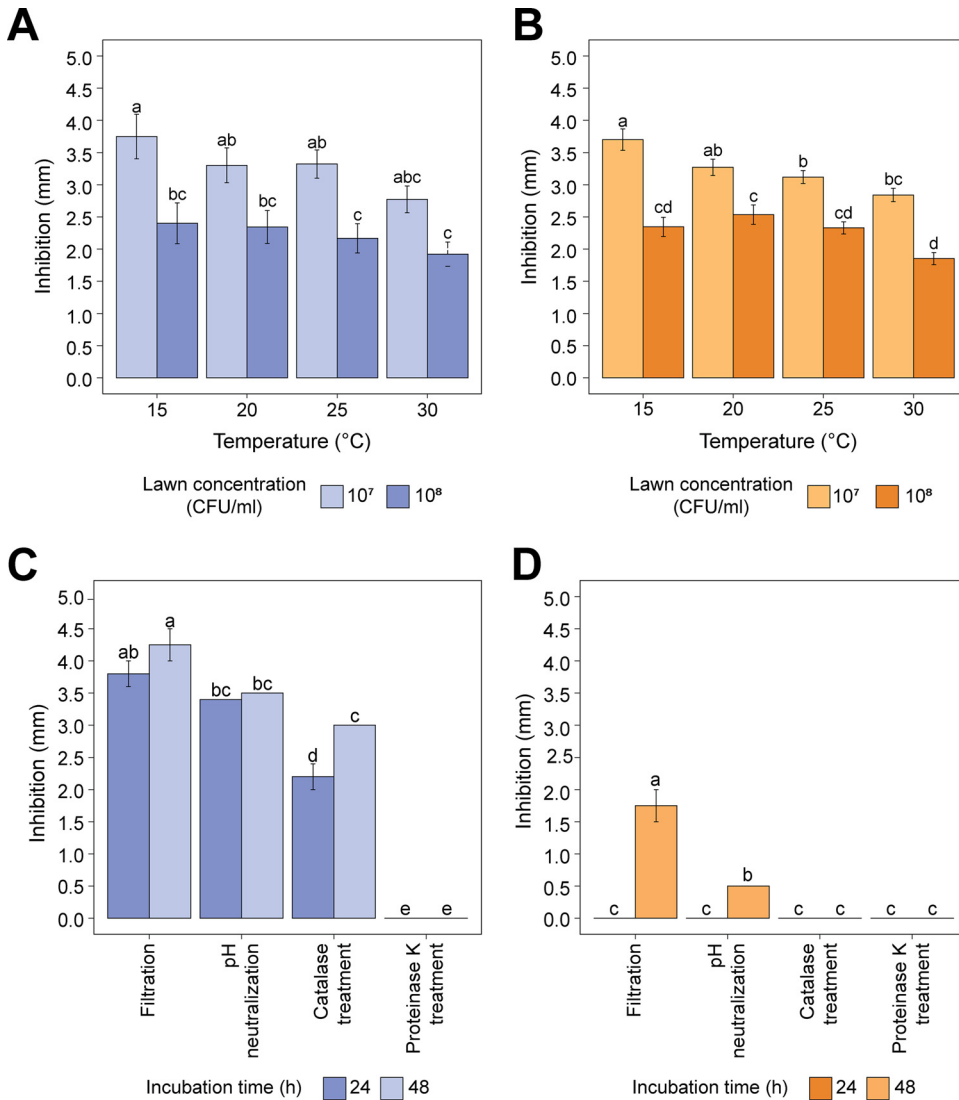 A
Inhibition (mm)
5.0
4.5
4.0
3.5
3.0
2.5
2.0
1.5
1.0
0.5
0.0
a
bc
ab
bc
ab
c
abc
c
15
20
25
30
Temperature (°C)
Lawn concentration
(CFU/ml)
10⁷
10⁸
B
Inhibition (mm)
5.0
4.5
4.0
3.5
3.0
2.5
2.0
1.5
1.0
0.5
0.0
a
cd
ab
c
b
cd
bc
d
15
20
25
30
Temperature (°C)
Lawn concentration
(CFU/ml)
10⁷
10⁸
C
Inhibition (mm)
5.0
4.5
4.0
3.5
3.0
2.5
2.0
1.5
1.0
0.5
0.0
ab
a
bc
bc
d
c
e
e
Filtration
pH
neutralization
Catalase
treatment
Proteinase K
treatment
Incubation time (h)
24
48
D
Inhibition (mm)
5.0
4.5
4.0
3.5
3.0
2.5
2.0
1.5
1.0
0.5
0.0
c
a
c
b
c
c
c
c
Filtration
pH
neutralization
Catalase
treatment
Proteinase K
treatment
Incubation time (h)
24
48